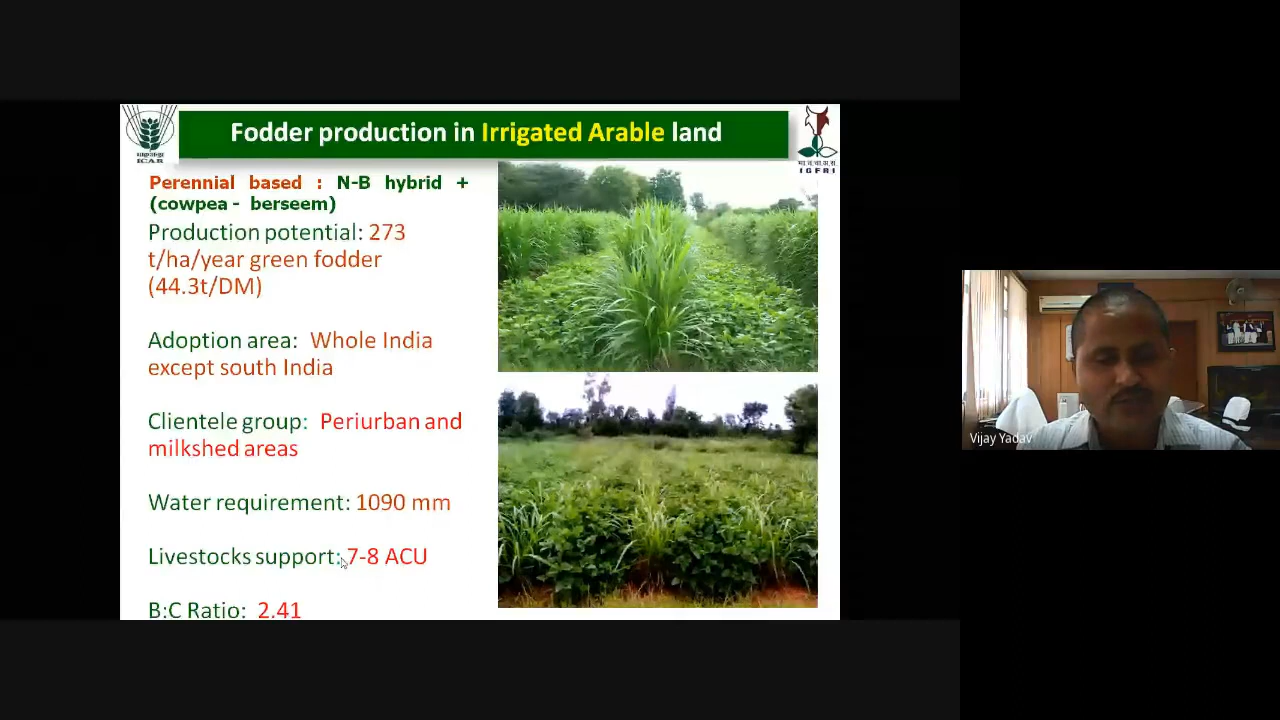 Fodder production in Irrigated Arable land
ICAR
IGFRI
Perennial based : N-B hybrid +
(cowpea - berseem)
Production potential: 273
t/ha/year green fodder
(44.3t/DM)
Adoption area: Whole India
except south India
Clientele group: Periurban and
milkshed areas
Water requirement: 1090 mm
Livestocks support: 7-8 ACU
B:C Ratio: 2.41
Vijay Yadav